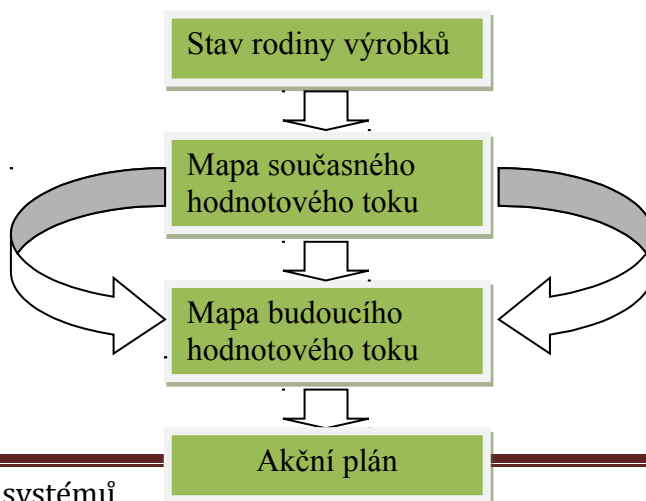 Stav rodiny výrobků
Mapa současného
hodnotového toku
Mapa budoucího
hodnotového toku
Akční plán
systémů